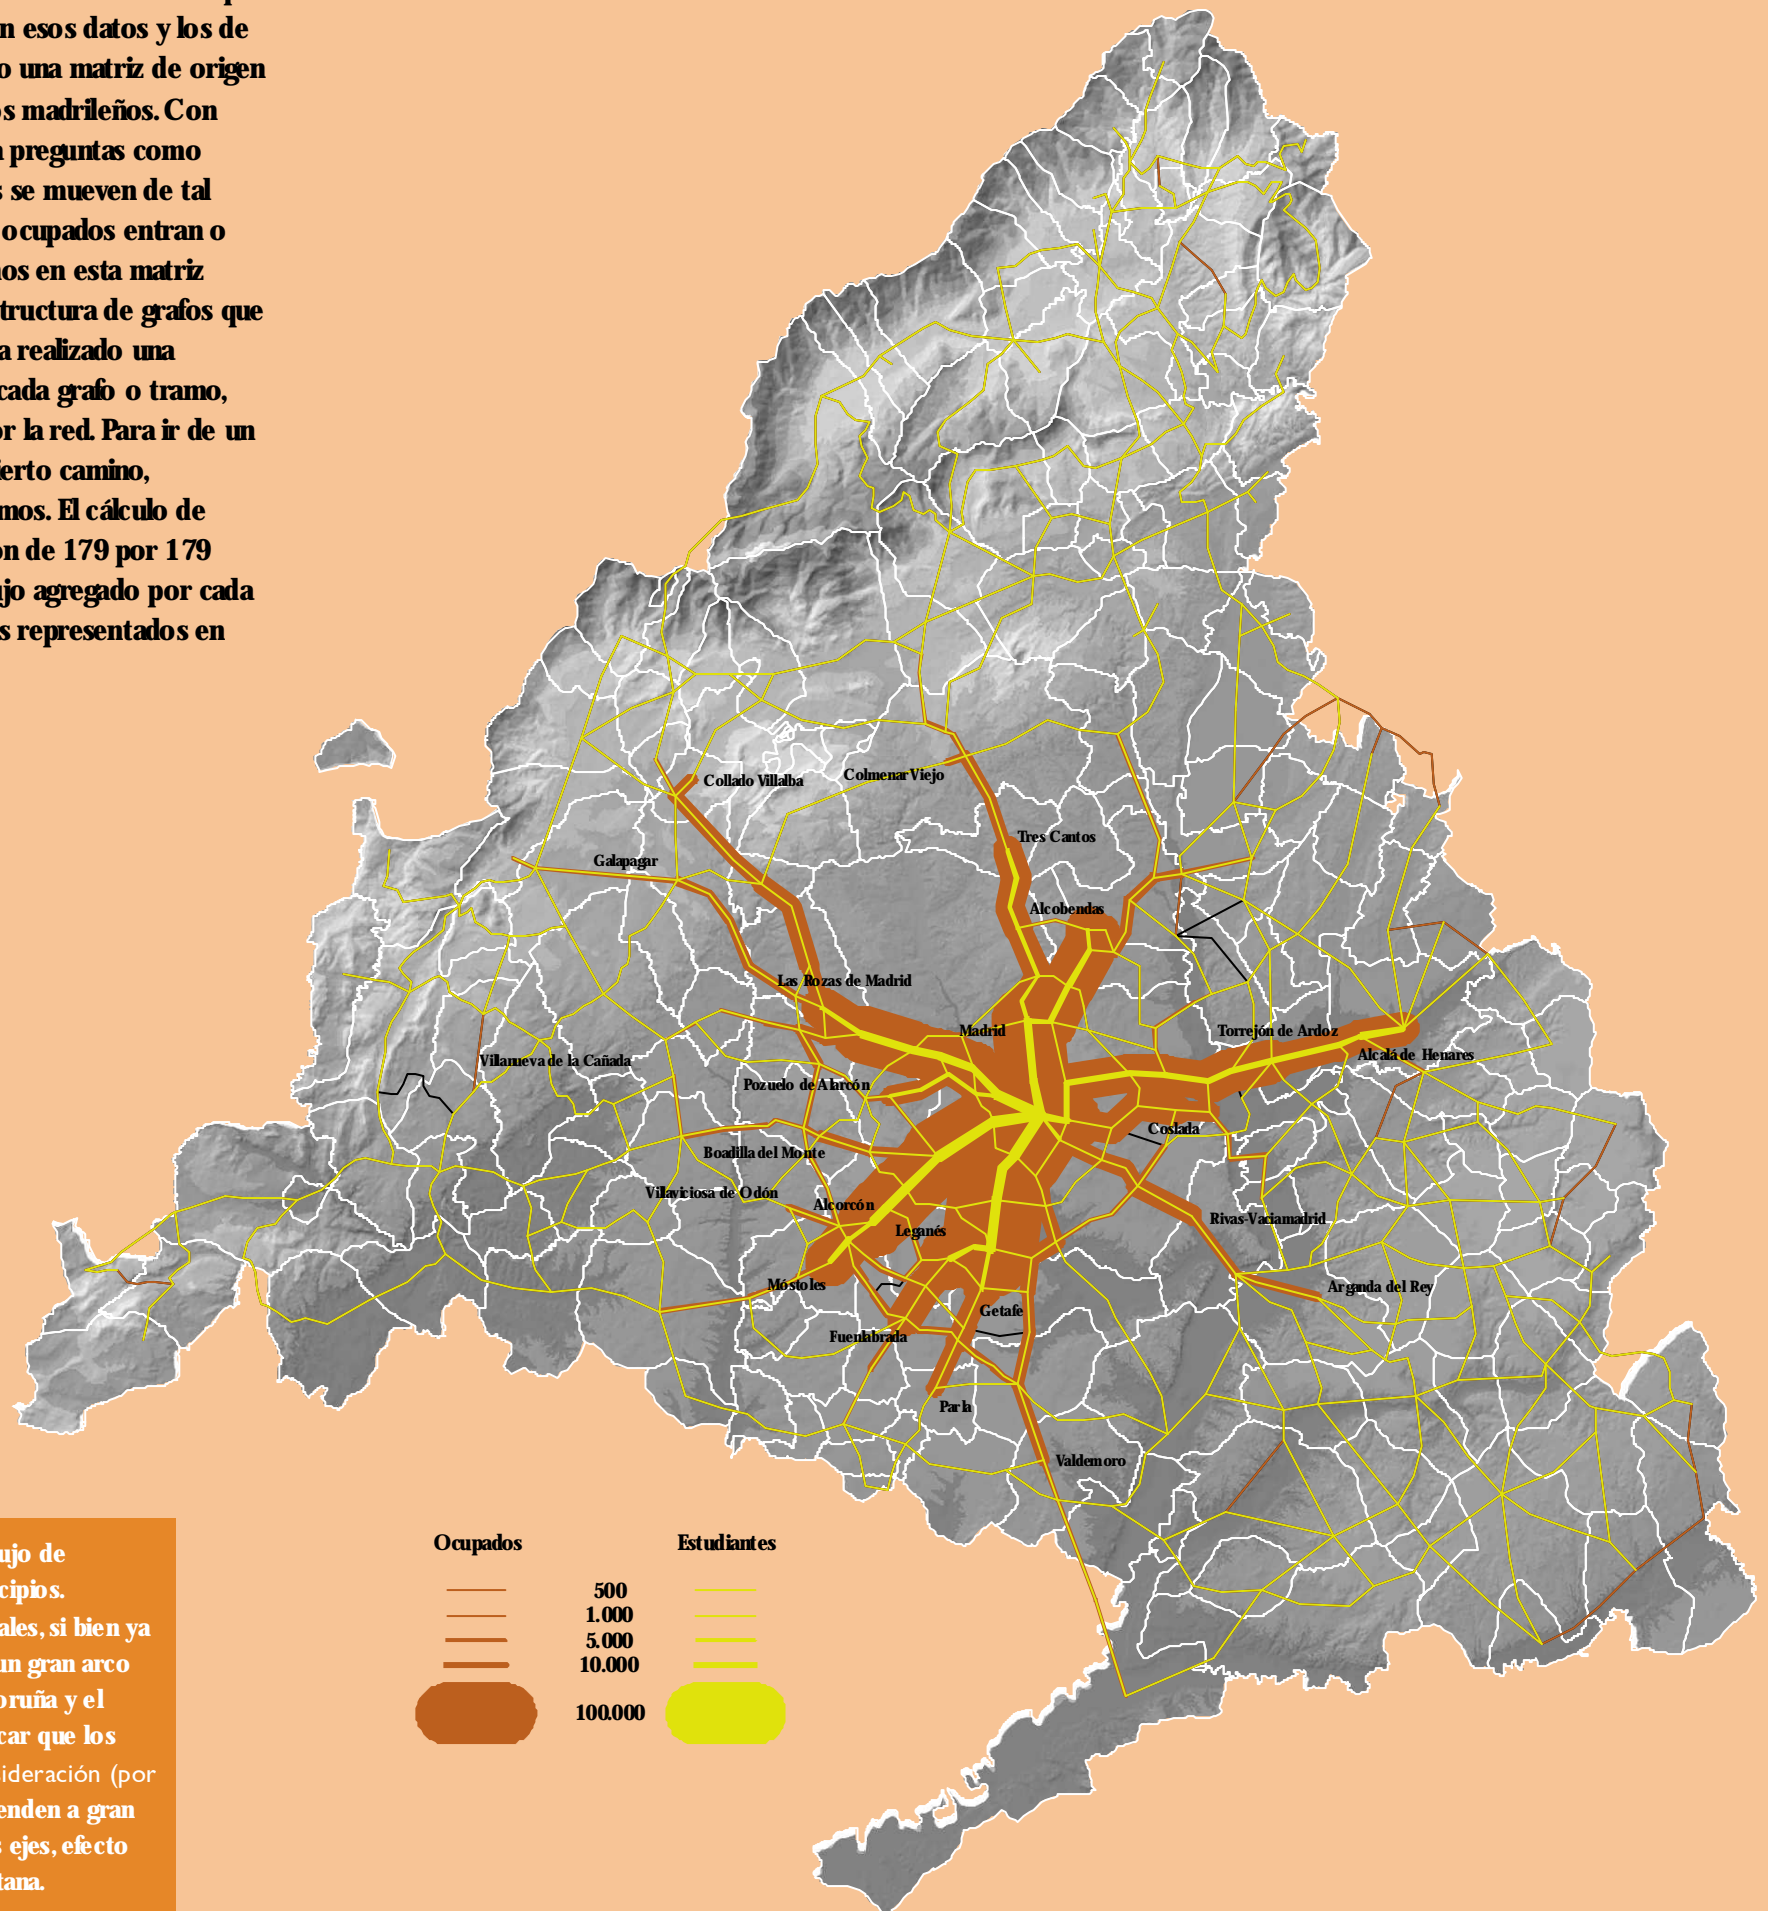 n esos datos y los de
o una matriz de origen
s madrileños. Con
a preguntas como
s se mueven de tal
ocupados entran o
nos en esta matriz
tructura de grafos que
a realizado una
cada grafo o tramo,
or la red. Para ir de un
ierto camino,
mos. El cálculo de
ón de 179 por 179
ujo agregado por cada
s representados en
Collado Villalba
Colmenar Viejo
Tres Cantos
Galapagar
Alcobendas
Las Rozas de Madrid
Madrid
Torrejón de Ardoz
Alcalá de Henares
Villanueva de la Cañada
Pozuelo de Alarcón
Coslada
Boadilla del Monte
Villaviciosa de Odón
Alcorcón
Rivas-Vaciamadrid
Leganés
Móstoles
Arganda del Rey
Getafe
Fuenlabrada
Parla
Valdemoro
Ocupados Estudiantes
500
1.000
5.000
10.000
100.000
ujo de
cipios.
ales, si bien ya
un gran arco
oruña y el
car que los
sideración (por
enden a gran
s ejes, efecto
tana.